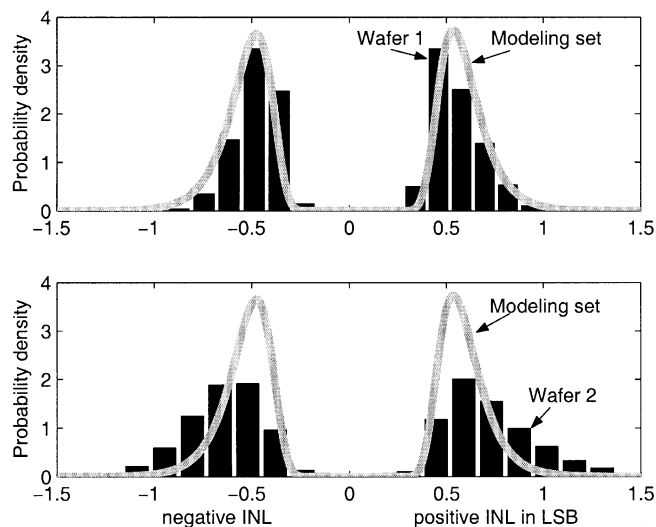 4
3
2
1
0
Probability density
Wafer 1
Modeling set
−1.5 −1 −0.5 0 0.5 1 1.5
4
3
2
1
0
Probability density
Modeling set
Wafer 2
−1.5 −1 −0.5 0 0.5 1 1.5
negative INL positive INL in LSB